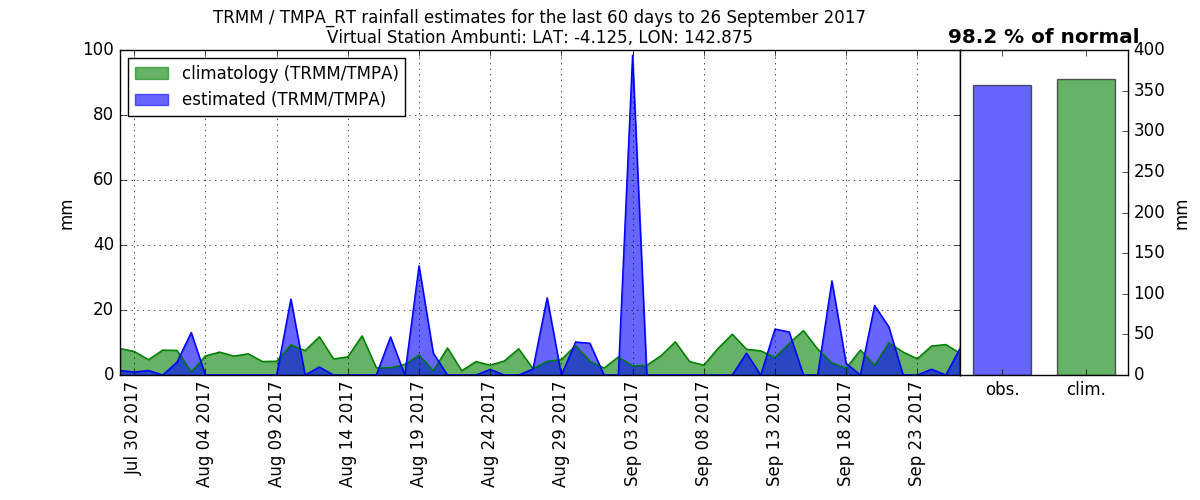 TRMM / TMPA_RT rainfall estimates for the last 60 days to 26 September 2017
Virtual Station Ambunti: LAT: -4.125, LON: 142.875
98.2 % of normal
climatology (TRMM/TMPA)
estimated (TRMM/TMPA)
100
80
60
40
20
0
mm
Jul 30 2017
Aug 04 2017
Aug 09 2017
Aug 14 2017
Aug 19 2017
Aug 24 2017
Aug 29 2017
Sep 03 2017
Sep 08 2017
Sep 13 2017
Sep 18 2017
Sep 23 2017
400
350
300
250
200
150
100
50
0
mm
obs.
clim.